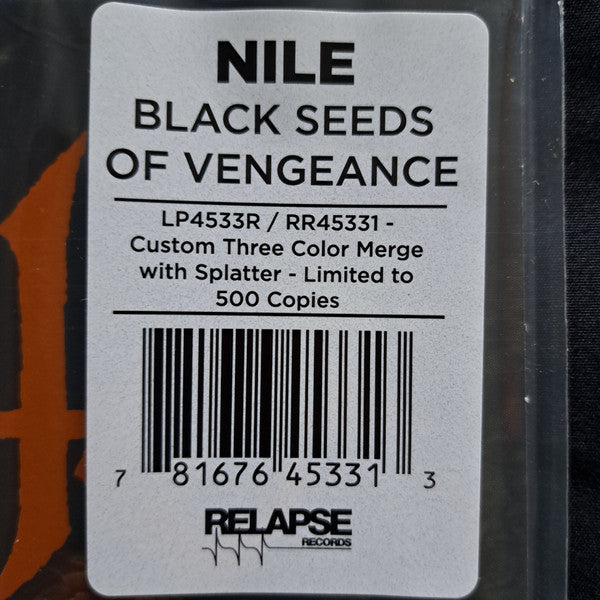 NILE
BLACK SEEDS
OF VENGEANCE
LP4533R / RR45331 -
Custom Three Color Merge
with Splatter - Limited to
500 Copies
7 81676 45331 3
RELAPSE
RECORDS